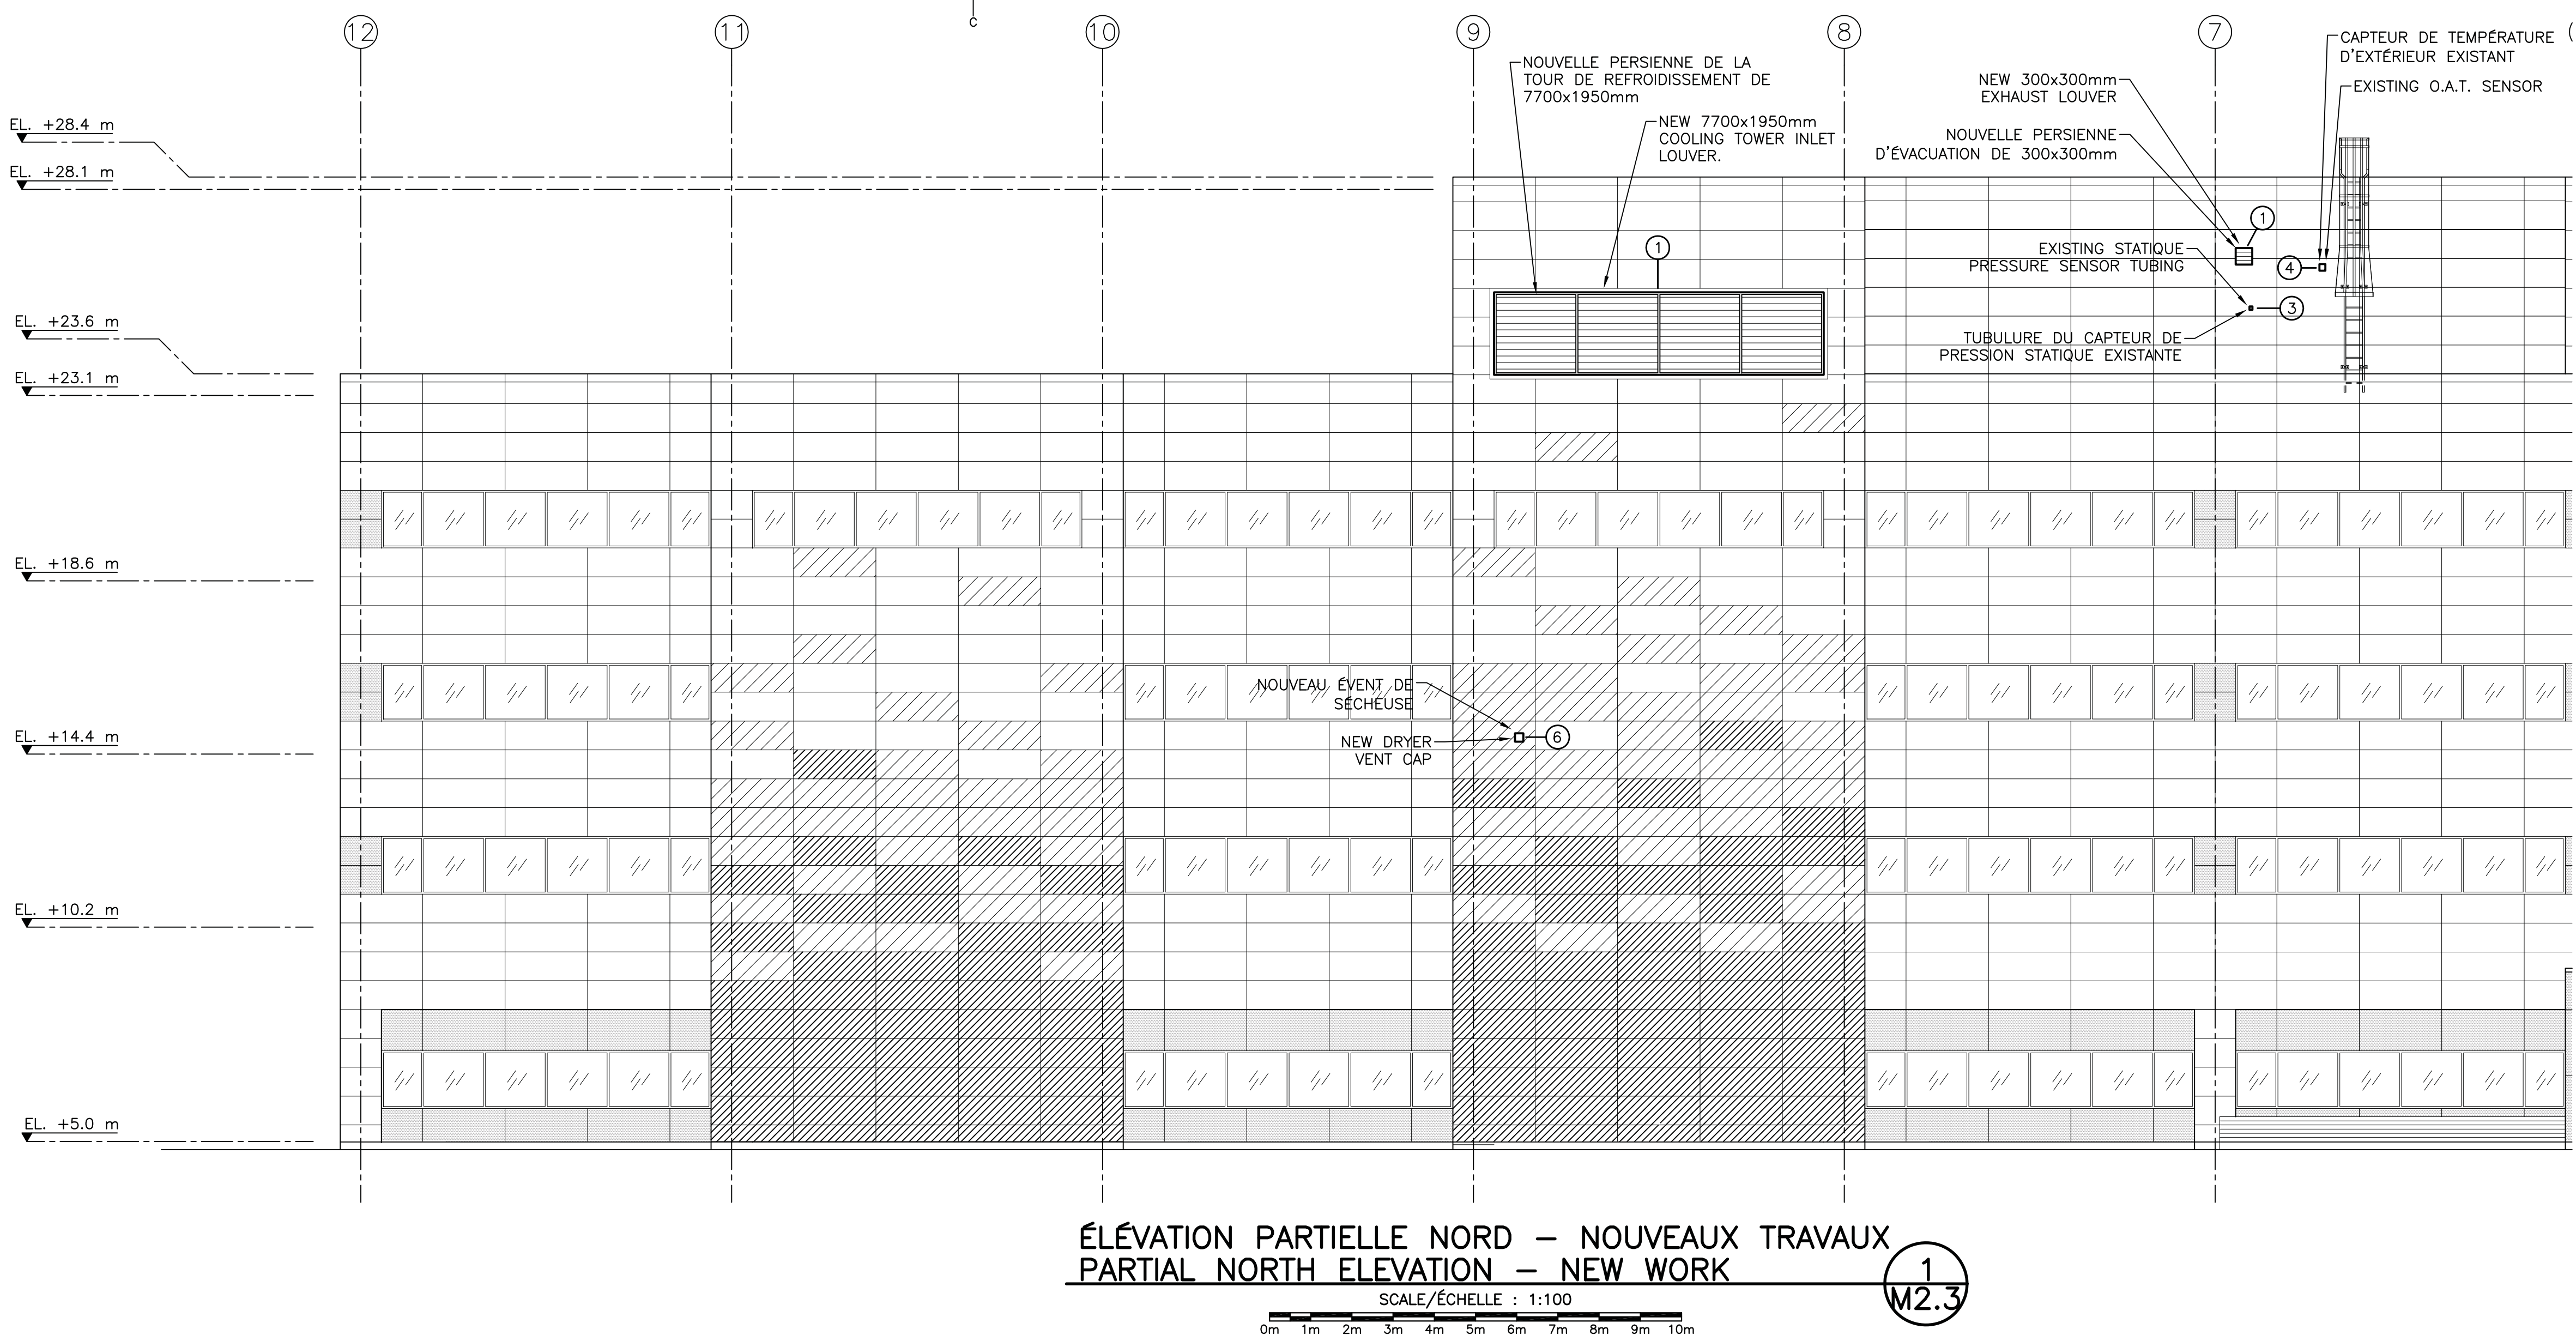 C
12
11
10
9
8
7
NOUVELLE PERSIENNE DE LA
TOUR DE REFROIDISSEMENT DE
7700x1950mm
NEW 7700x1950mm
COOLING TOWER INLET
LOUVER.
NEW 300x300mm
EXHAUST LOUVER
NOUVELLE PERSIENNE
D'ÉVACUATION DE 300x300mm
CAPTEUR DE TEMPÉRATURE
D'EXTÉRIEUR EXISTANT
EXISTING O.A.T. SENSOR
EL. +28.4 m
EL. +28.1 m
1
1
EXISTING STATIQUE
PRESSURE SENSOR TUBING
4
3
TUBULURE DU CAPTEUR DE
PRESSION STATIQUE EXISTANTE
EL. +23.6 m
EL. +23.1 m
EL. +18.6 m
NOUVEAU ÉVENT DE
SÉCHEUSE
NEW DRYER
VENT CAP
6
EL. +14.4 m
EL. +10.2 m
EL. +5.0 m
ÉLÉVATION PARTIELLE NORD – NOUVEAUX TRAVAUX
PARTIAL NORTH ELEVATION – NEW WORK
1
M2.3
SCALE/ÉCHELLE : 1:100
0m 1m 2m 3m 4m 5m 6m 7m 8m 9m 10m